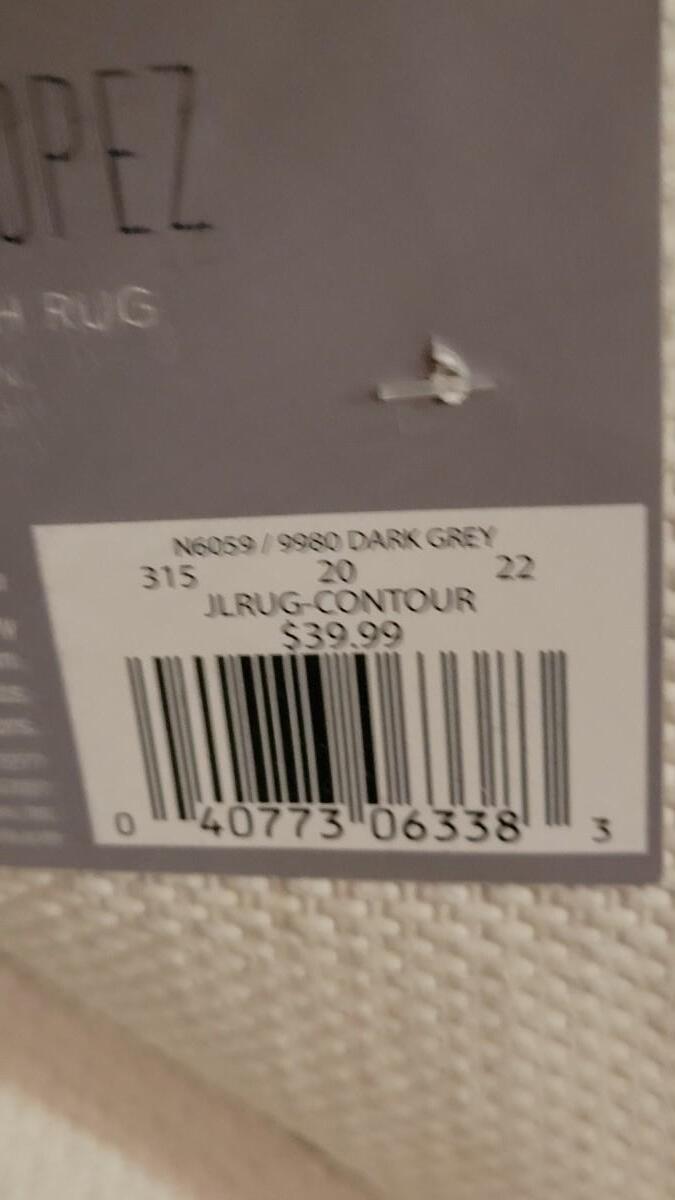 OPEZ
H RUG
N6059 / 9980 DARK GREY
315 20 22
JLRUG-CONTOUR
$39.99
0 40773 06338 3